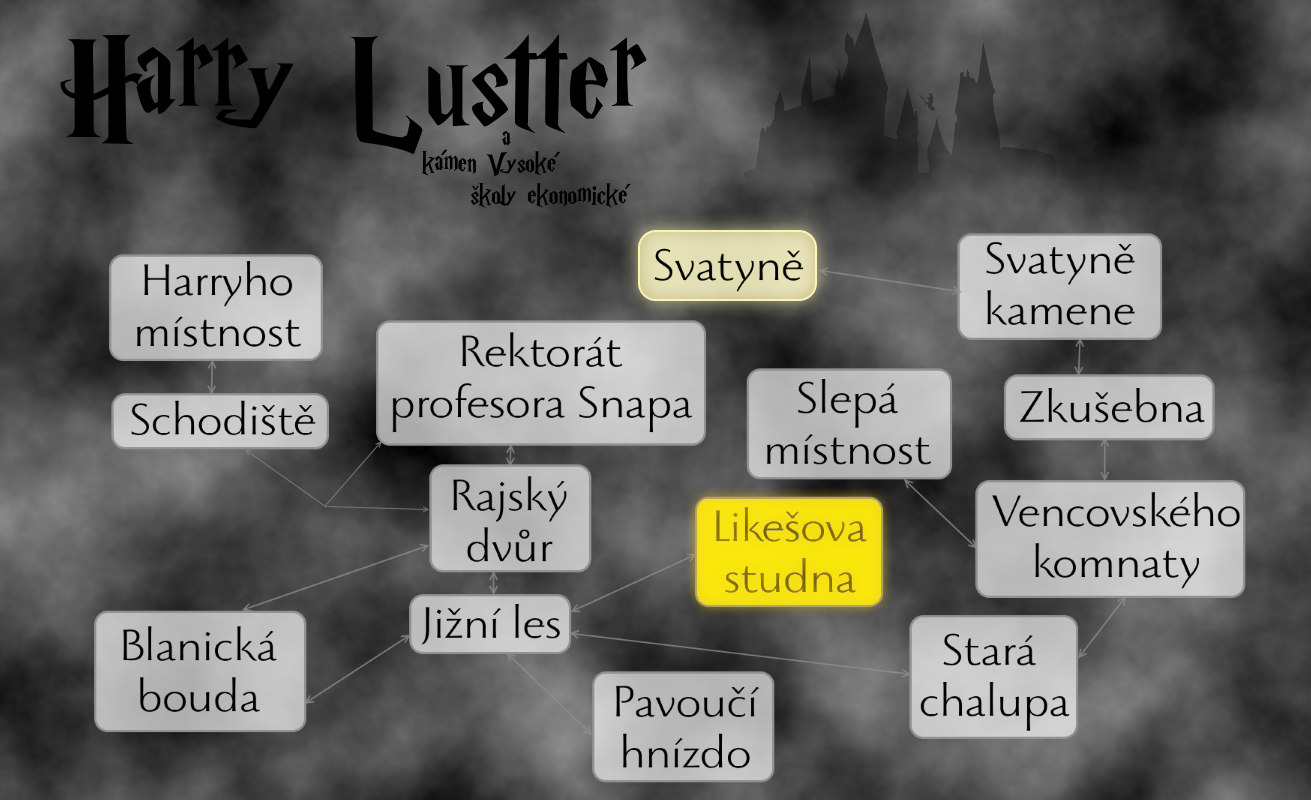 Harry Lustter
a
kámen Vysoké
školy ekonomické
Svatyně
Svatyně
kamene
Harryho
místnost
Rektorát
profesora Snapa
Slepá
místnost
Zkušebna
Schodiště
Rajský
dvůr
Likešova
studna
Vencovského
komnaty
Jižní les
Blanická
bouda
Stará
chalupa
Pavoučí
hnízdo